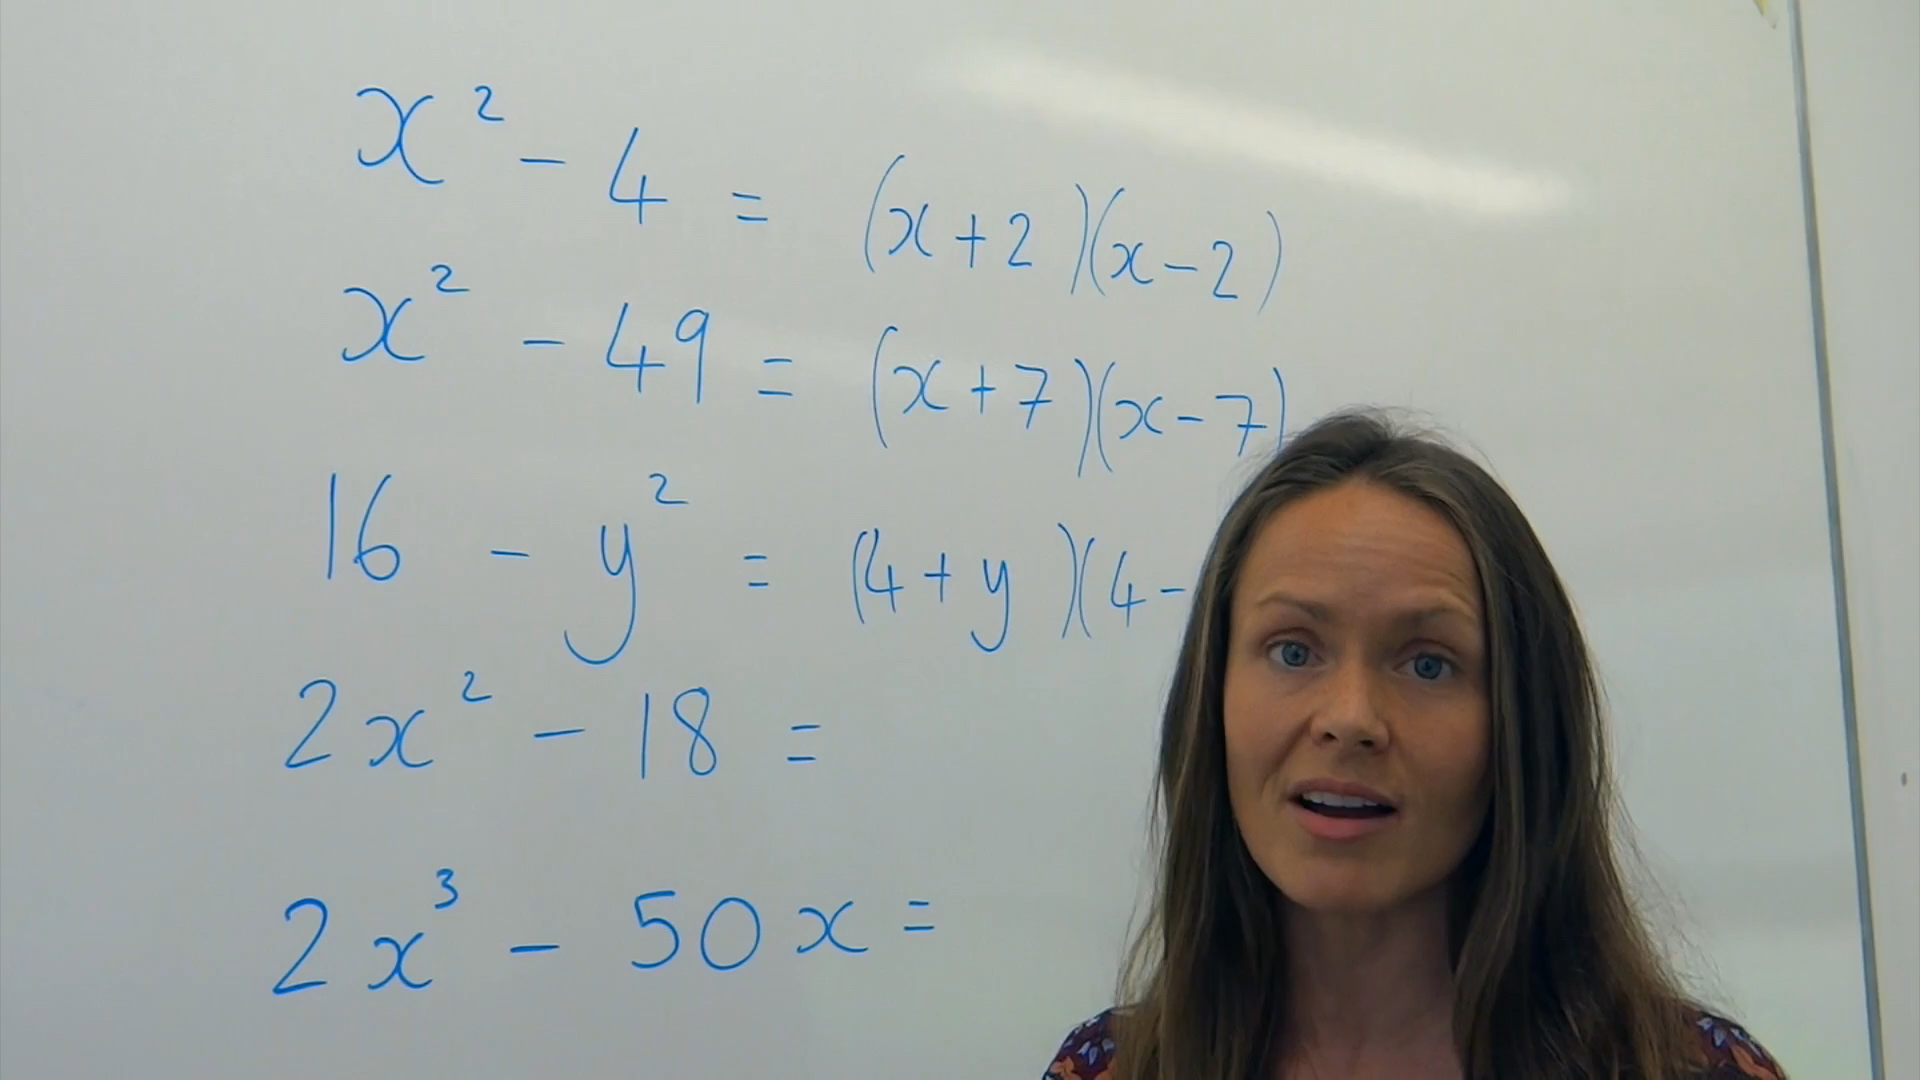 x² - 4 = (x+2)(x-2)
x² - 49 = (x+7)(x-7)
16 - y² = (4+y)(4-
2x² - 18 =
2x³ - 50x =